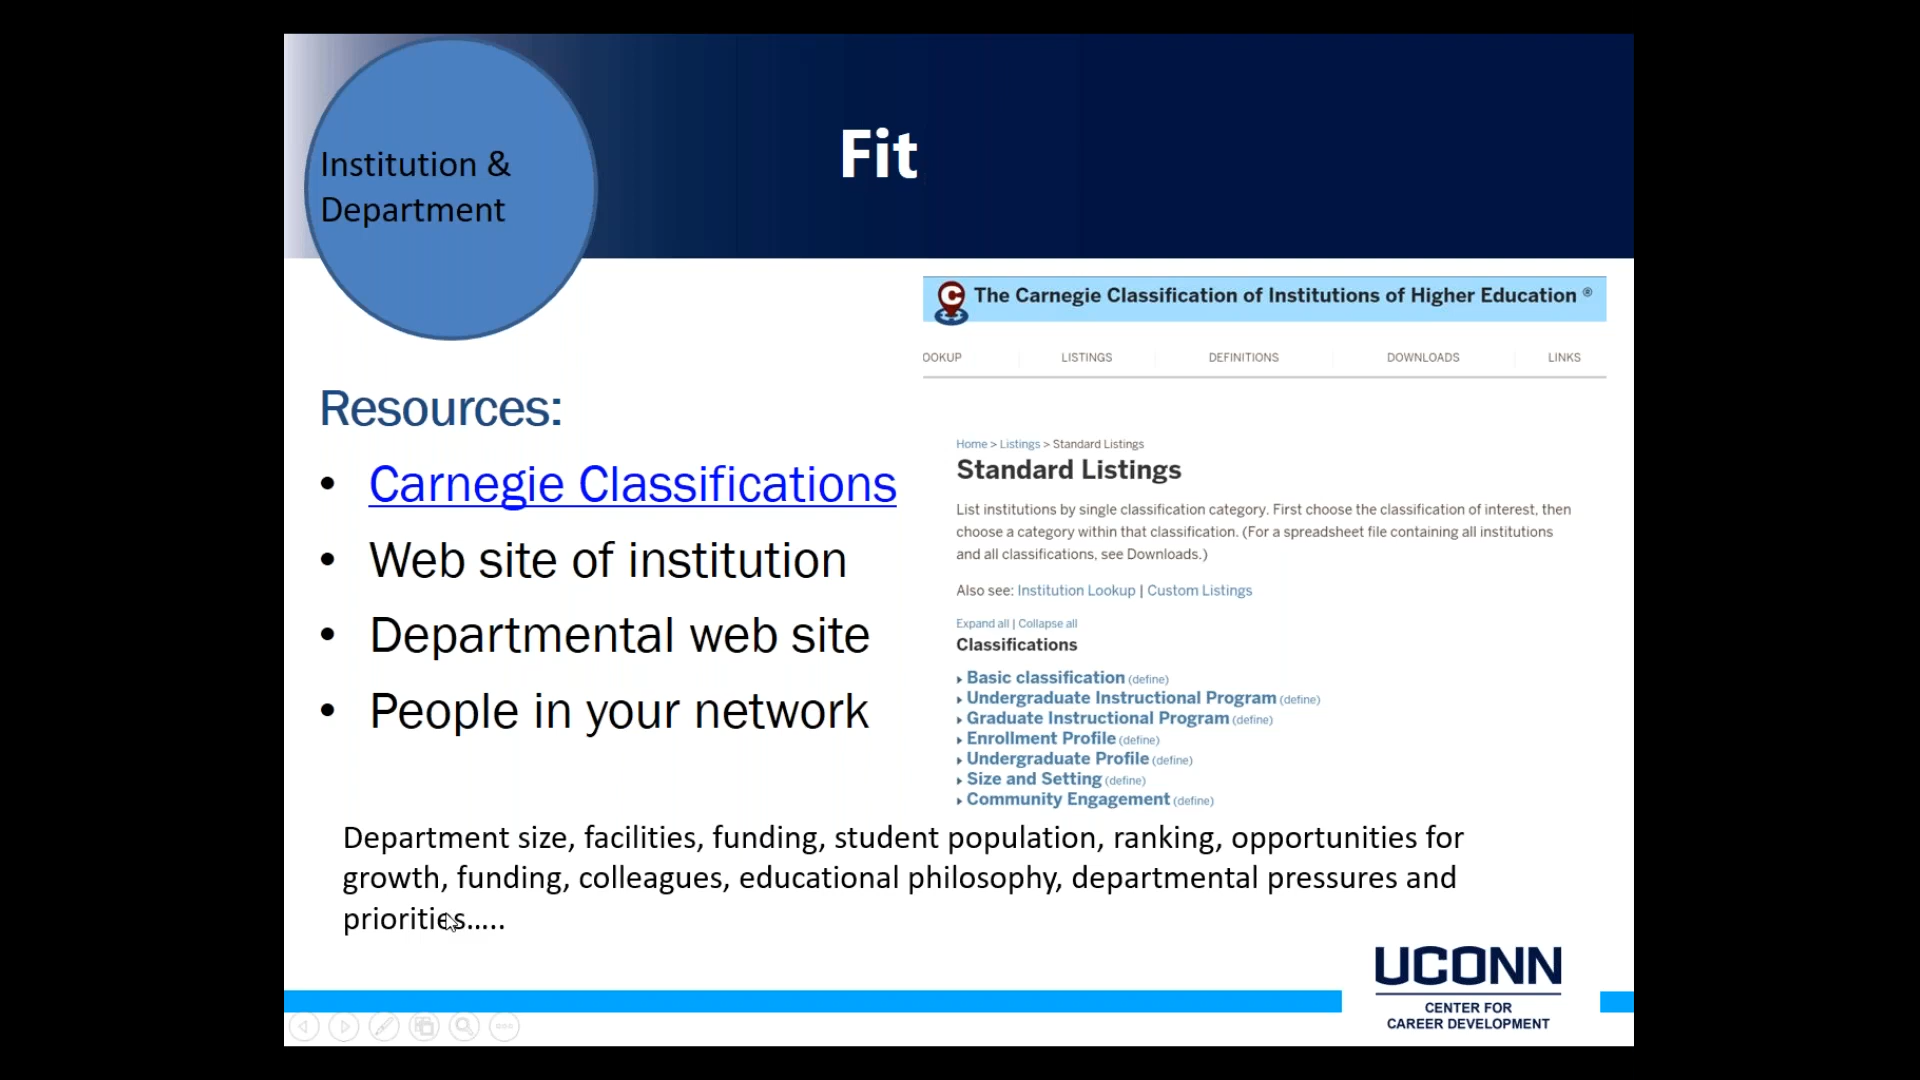 Institution &
Department
Fit
Resources:
• Carnegie Classifications
• Web site of institution
• Departmental web site
• People in your network
The Carnegie Classification of Institutions of Higher Education ®
OOKUP LISTINGS DEFINITIONS DOWNLOADS LINKS
Home > Listings > Standard Listings
Standard Listings
List institutions by single classification category. First choose the classification of interest, then
choose a category within that classification. (For a spreadsheet file containing all institutions
and all classifications, see Downloads.)
Also see: Institution Lookup | Custom Listings
Expand all | Collapse all
Classifications
Basic classification (define)
Undergraduate Instructional Program (define)
Graduate Instructional Program (define)
Enrollment Profile (define)
Undergraduate Profile (define)
Size and Setting (define)
Community Engagement (define)
Department size, facilities, funding, student population, ranking, opportunities for
growth, funding, colleagues, educational philosophy, departmental pressures and
priorities.....
UCONN
CENTER FOR
CAREER DEVELOPMENT